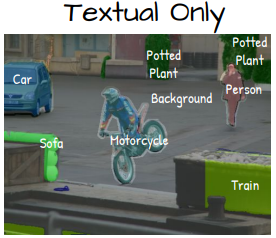 Textual Only
Potted
Plant
Potted
Plant
Car
Person
Background
Sofa
Motorcycle
Train